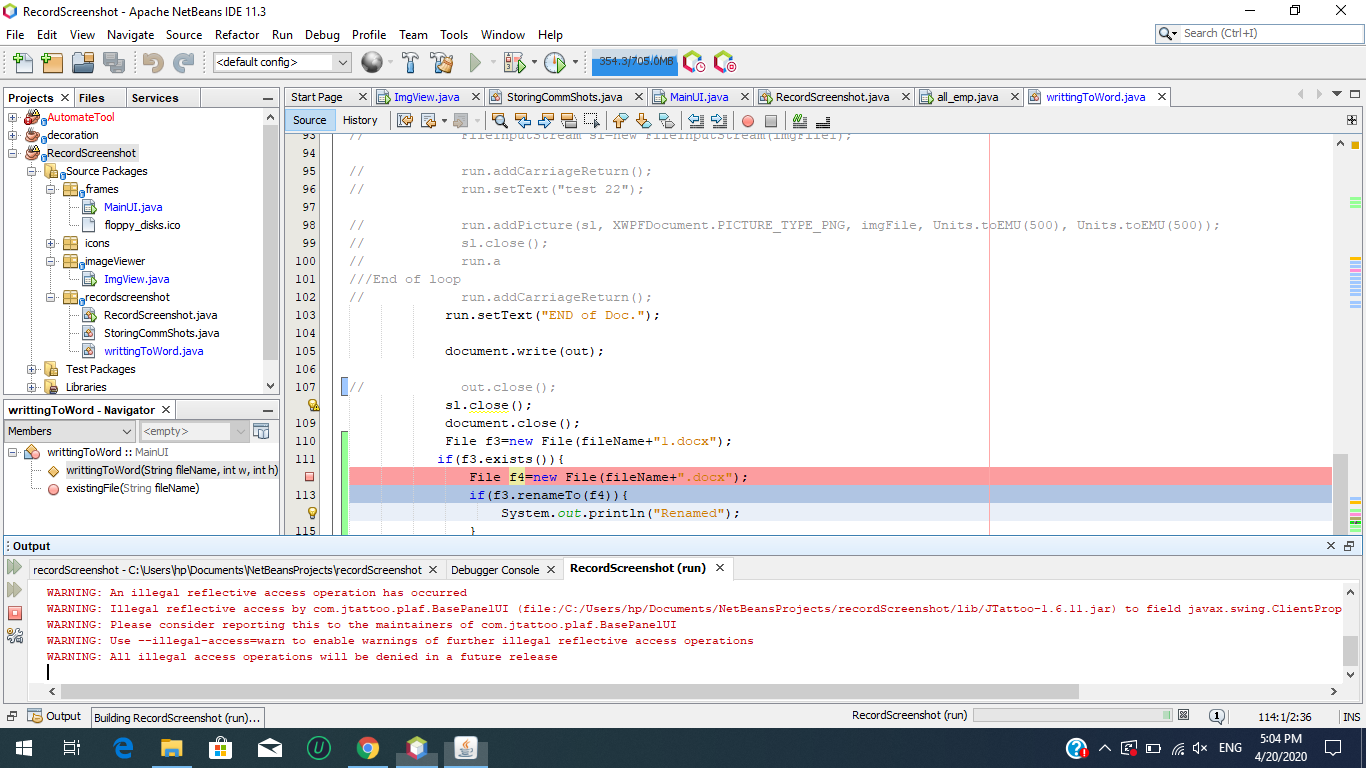 RecordScreenshot - Apache NetBeans IDE 11.3
File Edit View Navigate Source Refactor Run Debug Profile Team Tools Window Help
Search (Ctrl+I)
<default config>
354.3/705.0MB
Projects Files Services
Start Page ImgView.java StoringCommShots.java MainUI.java RecordScreenshot.java all_emp.java writtingToWord.java
Source History
AutomateTool
decoration
RecordScreenshot
Source Packages
frames
MainUI.java
floppy_disks.ico
icons
imageViewer
ImgView.java
recordscreenshot
RecordScreenshot.java
StoringCommShots.java
writtingToWord.java
Test Packages
Libraries
writtingToWord - Navigator
Members <empty>
writtingToWord :: MainUI
writtingToWord(String fileName, int w, int h)
existingFile(String fileName)
93 // FileInputStream sl=new FileInputStream(imgFile1);
94
95 // run.addCarriageReturn();
96 // run.setText("test 22");
97
98 // run.addPicture(sl, XWPFDocument.PICTURE_TYPE_PNG, imgFile, Units.toEMU(500), Units.toEMU(500));
99 // sl.close();
100 // run.a
101 ///End of loop
102 // run.addCarriageReturn();
103 run.setText("END of Doc.");
104
105 document.write(out);
106
107 // out.close();
sl.close();
109 document.close();
110 File f3=new File(fileName+"1.docx");
111 if(f3.exists()){
File f4=new File(fileName+".docx");
113 if(f3.renameTo(f4)){
System.out.println("Renamed");
115 }
Output
recordScreenshot - C:\Users\hp\Documents\NetBeansProjects\recordScreenshot Debugger Console RecordScreenshot (run)
WARNING: An illegal reflective access operation has occurred
WARNING: Illegal reflective access by com.jtattoo.plaf.BasePanelUI (file:/C:/Users/hp/Documents/NetBeansProjects/recordScreenshot/lib/JTattoo-1.6.11.jar) to field javax.swing.ClientProp
WARNING: Please consider reporting this to the maintainers of com.jtattoo.plaf.BasePanelUI
WARNING: Use --illegal-access=warn to enable warnings of further illegal reflective access operations
WARNING: All illegal access operations will be denied in a future release
Output Building RecordScreenshot (run)... RecordScreenshot (run) 1 114:1/2:36 INS
ENG
5:04 PM
4/20/2020